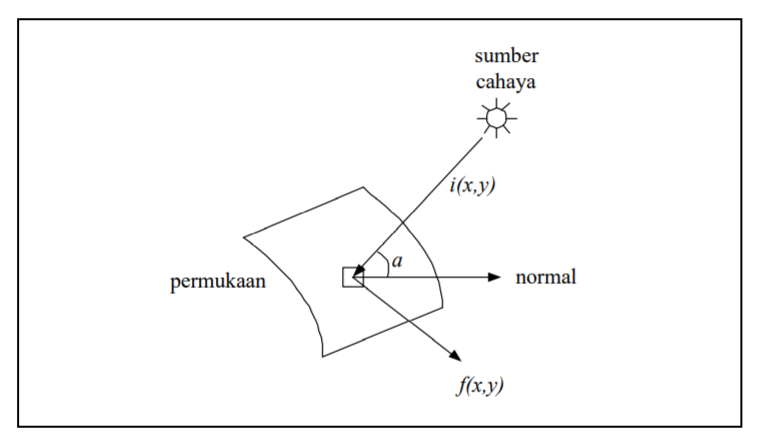 sumber
cahaya
i(x,y)
a
permukaan
normal
f(x,y)